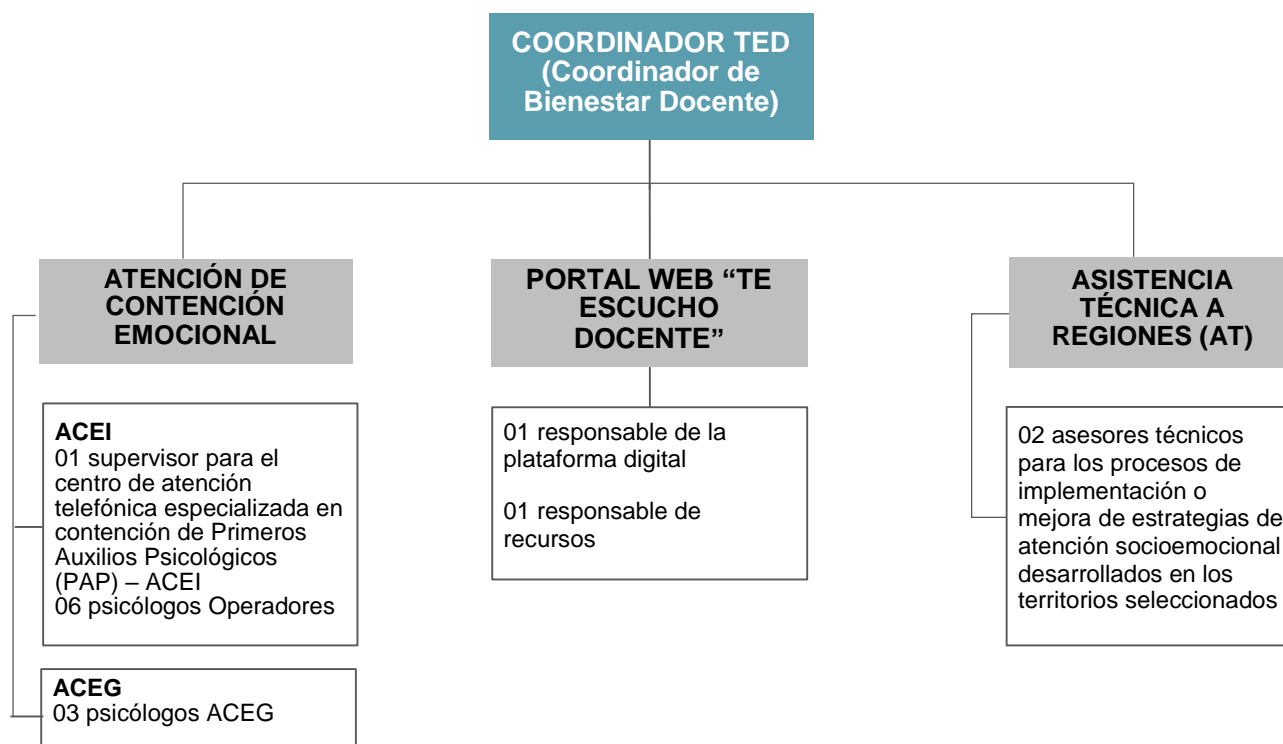 COORDINADOR TED
(Coordinador de
Bienestar Docente)
ATENCIÓN DE
CONTENCIÓN
EMOCIONAL
ACEI
01 supervisor para el
centro de atención
telefónica especializada en
contención de Primeros
Auxilios Psicológicos
(PAP) – ACEI
06 psicólogos Operadores
ACEG
03 psicólogos ACEG
PORTAL WEB “TE
ESCUCHO
DOCENTE”
01 responsable de la
plataforma digital
01 responsable de
recursos
ASISTENCIA
TÉCNICA A
REGIONES (AT)
02 asesores técnicos
para los procesos de
implementación o
mejora de estrategias de
atención socioemocional
desarrollados en los
territorios seleccionados